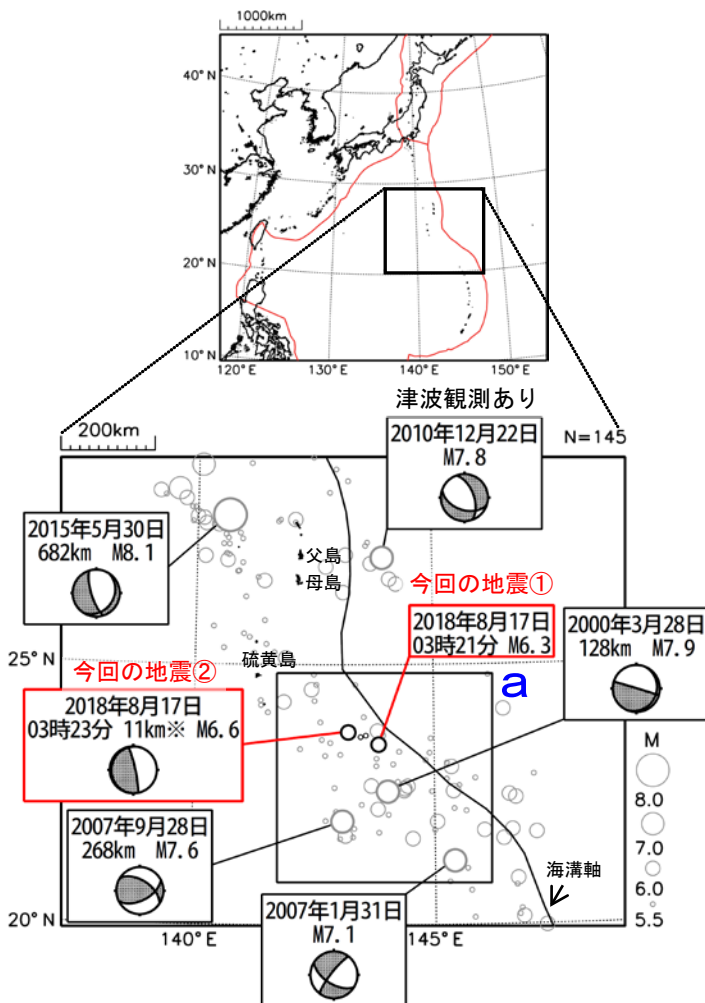 1000km
40°N
30°N
20°N
10°N
120°E
130°E
140°E
150°E
津波観測あり
200km
N=145
2010年12月22日
M7.8
2015年5月30日
682km M8.1
父島
母島
今回の地震①
2018年8月17日
03時21分 M6.3
2000年3月28日
128km M7.9
25°N
硫黄島
今回の地震②
a
2018年8月17日
03時23分 11km※ M6.6
M
8.0
7.0
6.0
5.5
2007年9月28日
268km M7.6
海溝軸
2007年1月31日
M7.1
20°N
140°E
145°E